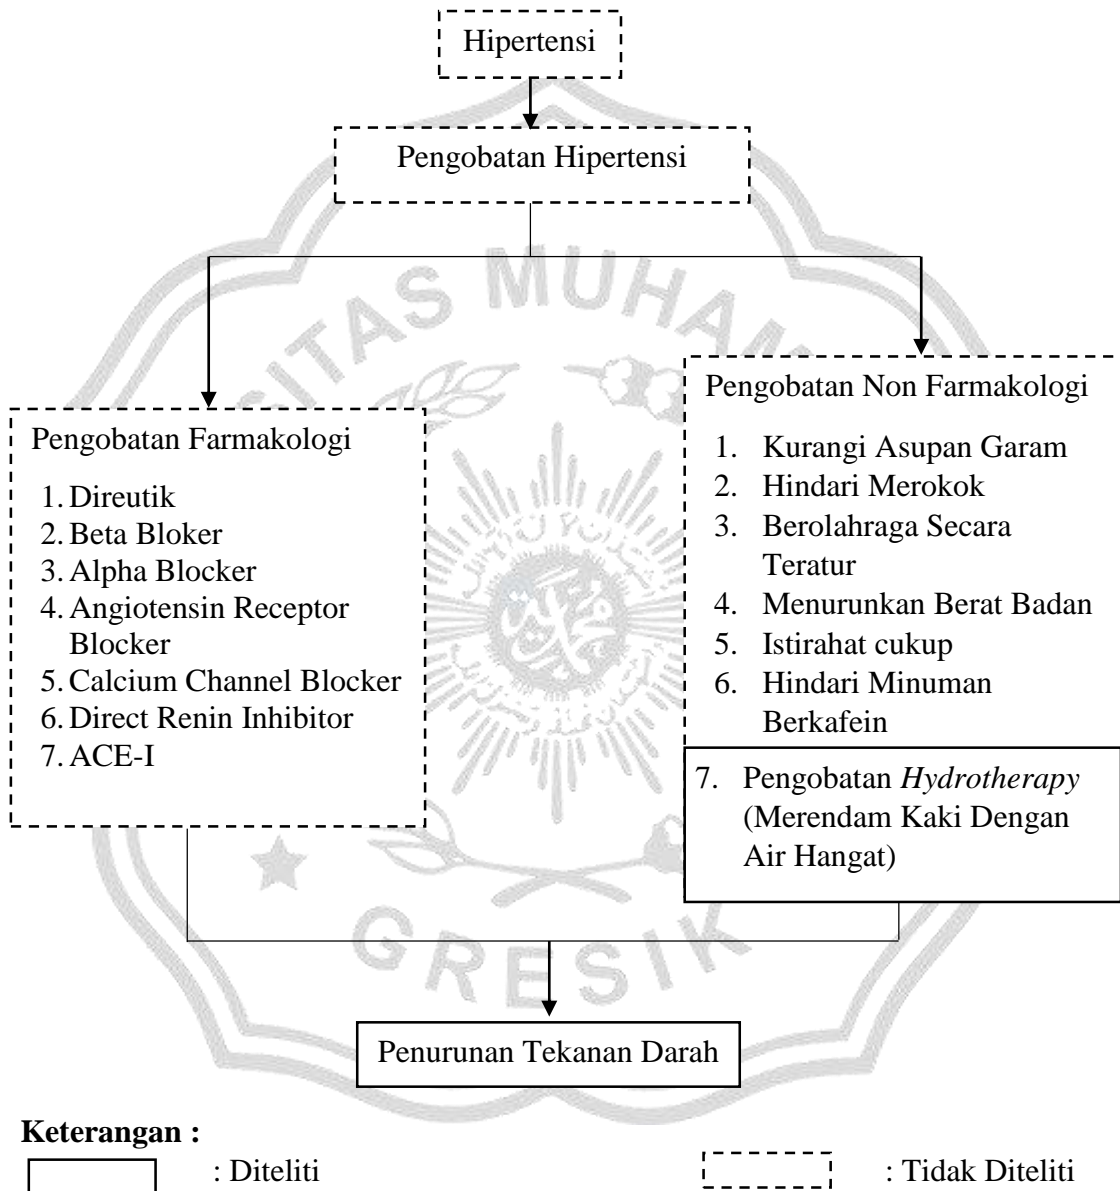 Hipertensi
Pengobatan Hipertensi
Pengobatan Farmakologi
1. Direutik
2. Beta Bloker
3. Alpha Blocker
4. Angiotensin Receptor
Blocker
5. Calcium Channel Blocker
6. Direct Renin Inhibitor
7. ACE-I
Pengobatan Non Farmakologi
1. Kurangi Asupan Garam
2. Hindari Merokok
3. Berolahraga Secara
Teratur
4. Menurunkan Berat Badan
5. Istirahat cukup
6. Hindari Minuman
Berkafein
7. Pengobatan Hydrotherapy
(Merendam Kaki Dengan
Air Hangat)
Penurunan Tekanan Darah
Keterangan :
: Diteliti
: Tidak Diteliti
SITAS MUHAM
GRESIK